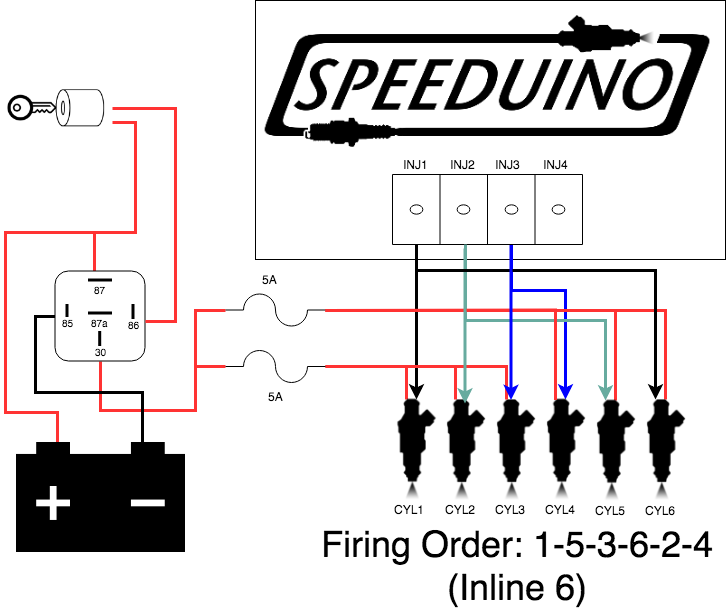 SPEEDUINO
INJ1 INJ2 INJ3 INJ4
87
85 87a 86
30
5A
5A
+ −
CYL1 CYL2 CYL3 CYL4 CYL5 CYL6
Firing Order: 1-5-3-6-2-4
(Inline 6)